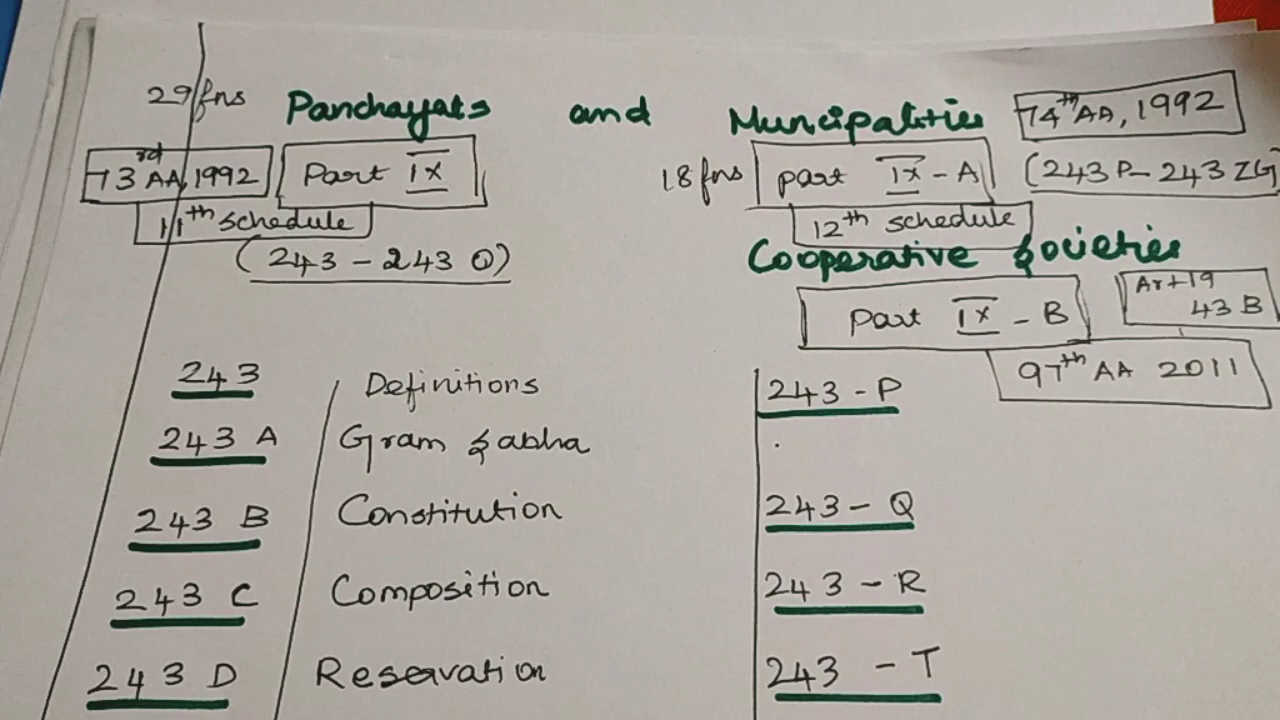 29 fns Panchayats and Muncipalities 74th AA, 1992
73rd AA, 1992 Part IX 18 fns part IX - A (243 P - 243 ZG)
11th schedule 12th schedule
(243 - 243 O) Cooperative Societies
Part IX - B Art 19
43 B
97th AA 2011
243 Definitions 243 - P
243 A Gram Sabha
243 B Constitution 243 - Q
243 C Composition 243 - R
243 D Reservation 243 - T